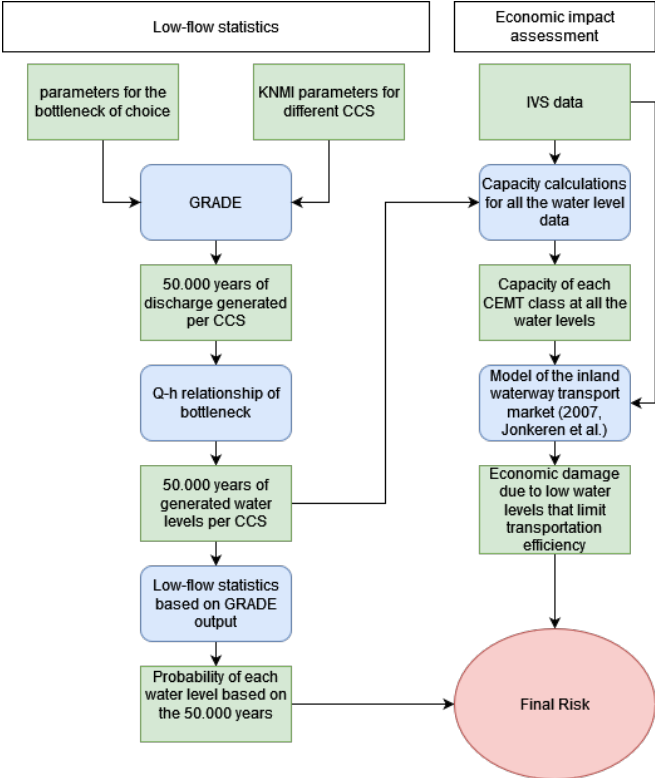 Low-flow statistics
Economic impact
assessment
parameters for the
bottleneck of choice
KNMI parameters for
different CCS
IVS data
GRADE
Capacity calculations
for all the water level
data
50.000 years of
discharge generated
per CCS
Capacity of each
CEMT class at all the
water levels
Q-h relationship of
bottleneck
Model of the inland
waterway transport
market (2007,
Jonkeren et al.)
50.000 years of
generated water
levels per CCS
Economic damage
due to low water
levels that limit
transportation
efficiency
Low-flow statistics
based on GRADE
output
Probability of each
water level based on
the 50.000 years
Final Risk